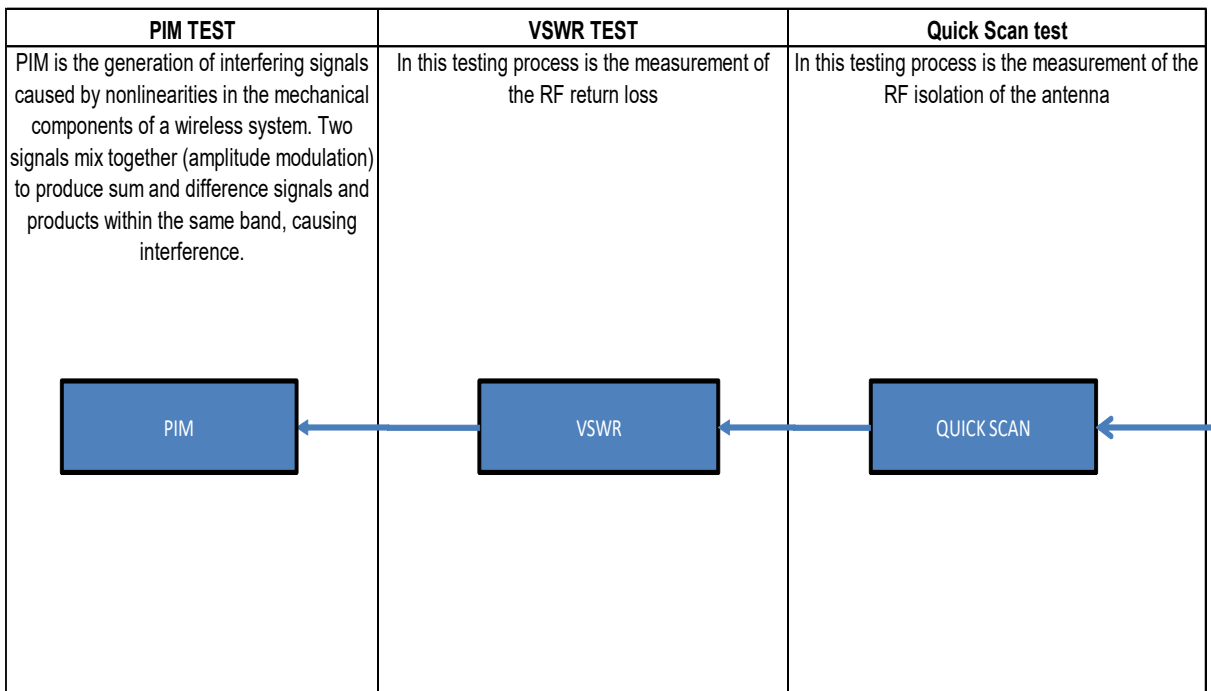 PIM TEST
VSWR TEST
Quick Scan test
PIM is the generation of interfering signals
caused by nonlinearities in the mechanical
components of a wireless system. Two
signals mix together (amplitude modulation)
to produce sum and difference signals and
products within the same band, causing
interference.
In this testing process is the measurement of
the RF return loss
In this testing process is the measurement of the
RF isolation of the antenna
PIM
VSWR
QUICK SCAN